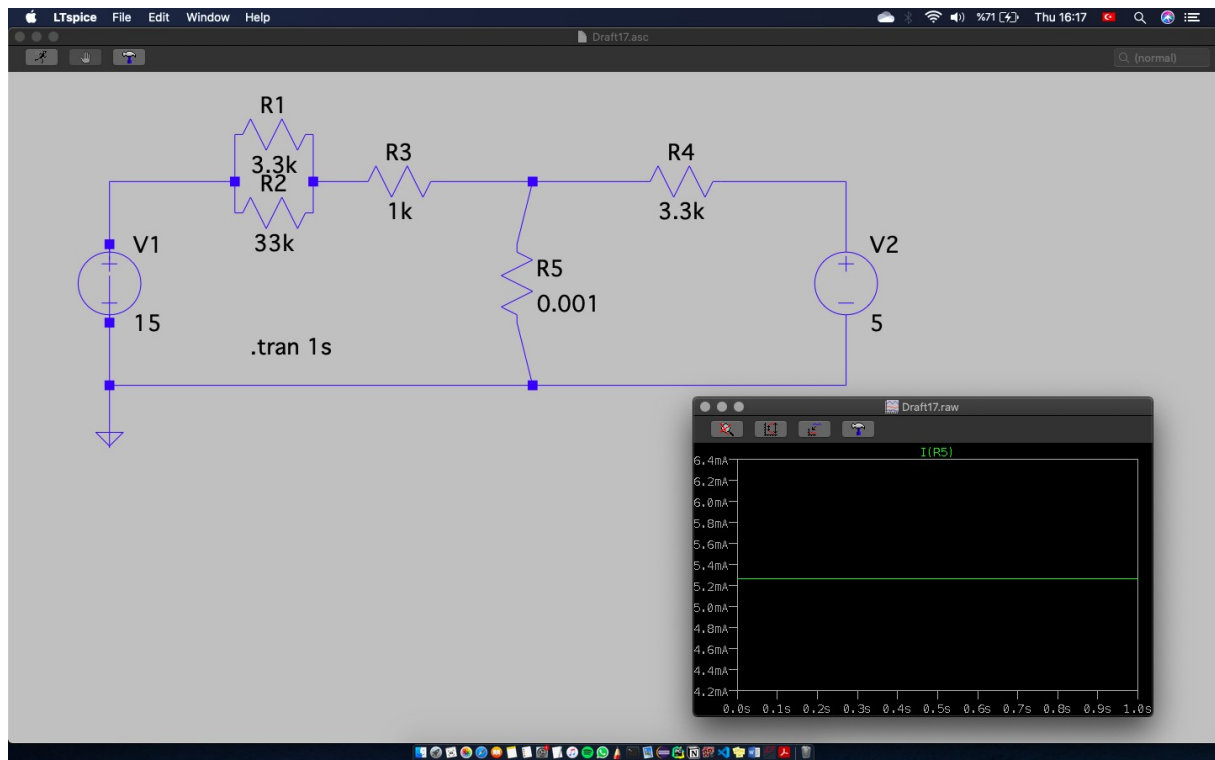 LTspice File Edit Window Help %71 Thu 16:17
Draft17.asc
(normal)
R1
3.3k
R2
33k
R3
1k
R4
3.3k
V1
15
R5
0.001
V2
5
.tran 1s
Draft17.raw
I(R5)
6.4mA
6.2mA
6.0mA
5.8mA
5.6mA
5.4mA
5.2mA
5.0mA
4.8mA
4.6mA
4.4mA
4.2mA
0.0s 0.1s 0.2s 0.3s 0.4s 0.5s 0.6s 0.7s 0.8s 0.9s 1.0s